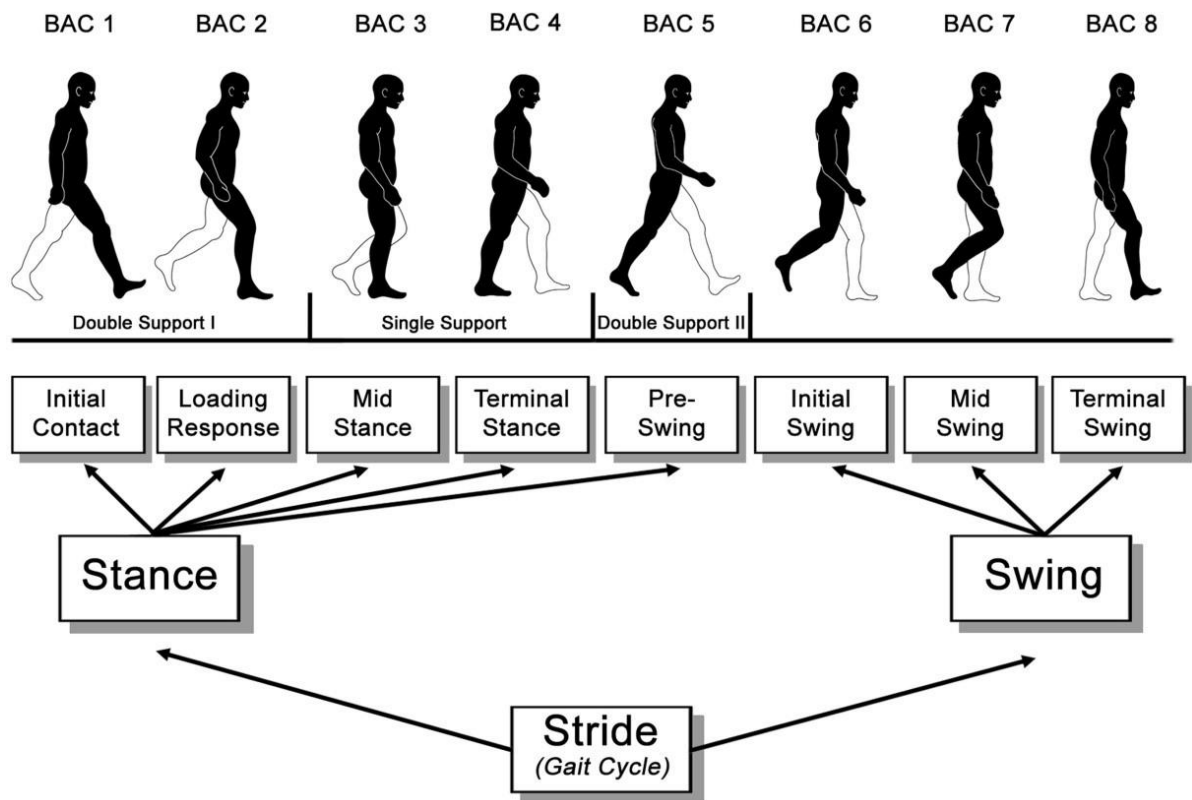 BAC 1 BAC 2 BAC 3 BAC 4 BAC 5 BAC 6 BAC 7 BAC 8
Double Support I Single Support Double Support II
Initial
Contact
Loading
Response
Mid
Stance
Terminal
Stance
Pre-
Swing
Initial
Swing
Mid
Swing
Terminal
Swing
Stance
Swing
Stride
(Gait Cycle)